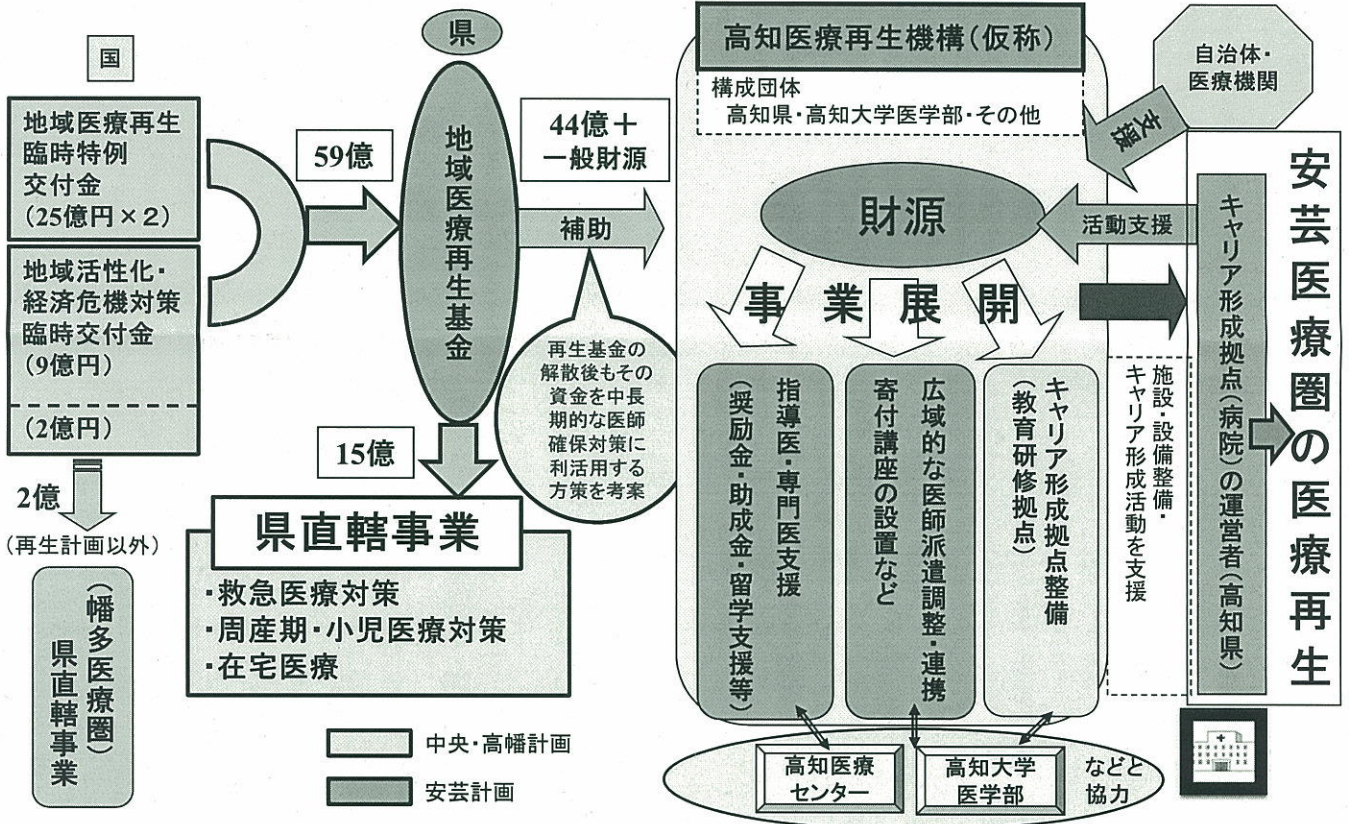 国
地域医療再生
臨時特例
交付金
(25億円×2)
地域活性化・
経済危機対策
臨時交付金
(9億円)
(2億円)
2億
(再生計画以外)
(幡多医療圏)
県直轄事業
59億
県
地域医療再生基金
44億＋
一般財源
補助
再生基金の
解散後もその
資金を中長
期的な医師
確保対策に
利活用する
方策を考案
15億
県直轄事業
・救急医療対策
・周産期・小児医療対策
・在宅医療
中央・高幡計画
安芸計画
高知医療再生機構(仮称)
構成団体
高知県・高知大学医学部・その他
財源
事業展開
指導医・専門医支援
(奨励金・助成金・留学支援等)
広域的な医師派遣調整・連携
寄付講座の設置など
キャリア形成拠点整備
(教育研修拠点)
高知医療
センター
高知大学
医学部
などと
協力
自治体・
医療機関
支援
活動支援
施設・設備整備・
キャリア形成活動を支援
キャリア形成拠点(病院)の運営者(高知県)
安芸医療圏の医療再生